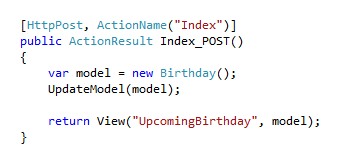 [HttpPost, ActionName("Index")]
public ActionResult Index_POST()
{
    var model = new Birthday();
    UpdateModel(model);

    return View("UpcomingBirthday", model);
}